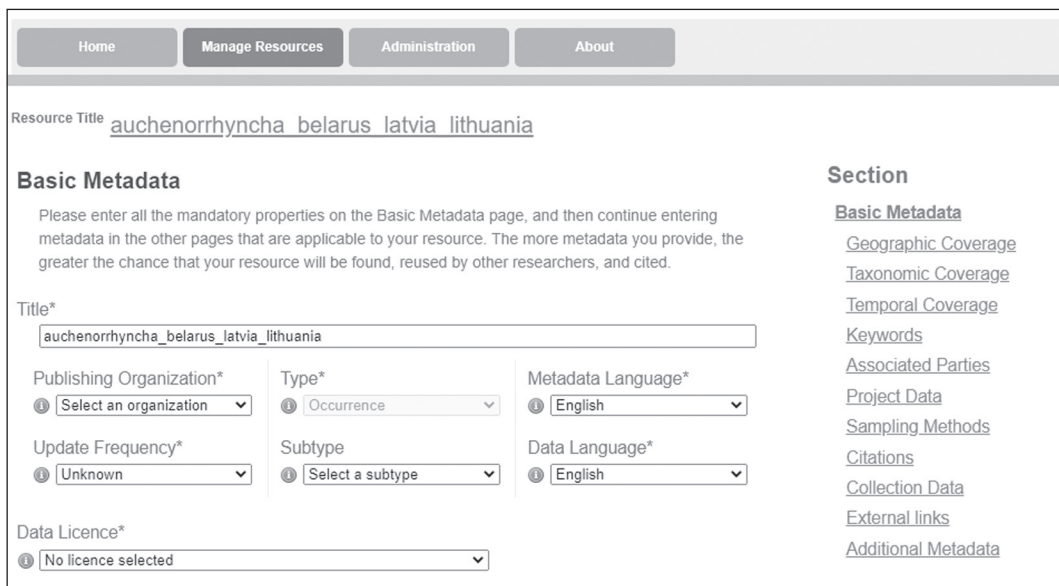 Home Manage Resources Administration About
Resource Title auchenorrhyncha_belarus_latvia_lithuania
Basic Metadata
Please enter all the mandatory properties on the Basic Metadata page, and then continue entering
metadata in the other pages that are applicable to your resource. The more metadata you provide, the
greater the chance that your resource will be found, reused by other researchers, and cited.
Title*
auchenorrhyncha_belarus_latvia_lithuania
Publishing Organization* Type* Metadata Language*
Select an organization Occurrence English
Update Frequency* Subtype Data Language*
Unknown Select a subtype English
Data Licence*
No licence selected
Section
Basic Metadata
Geographic Coverage
Taxonomic Coverage
Temporal Coverage
Keywords
Associated Parties
Project Data
Sampling Methods
Citations
Collection Data
External links
Additional Metadata